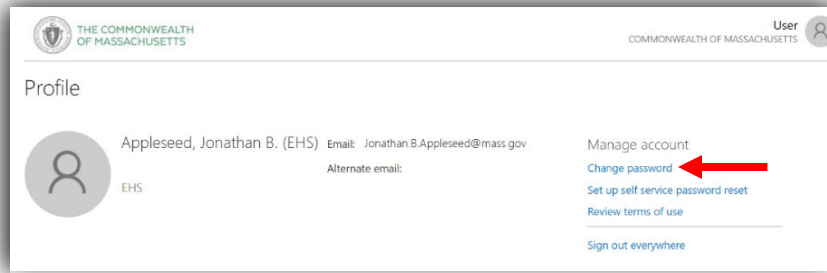 THE COMMONWEALTH
OF MASSACHUSETTS
User
COMMONWEALTH OF MASSACHUSETTS
Profile
Appleseed, Jonathan B. (EHS)
EHS
Email: Jonathan.B.Appleseed@mass.gov
Alternate email:
Manage account
Change password
Set up self service password reset
Review terms of use
Sign out everywhere